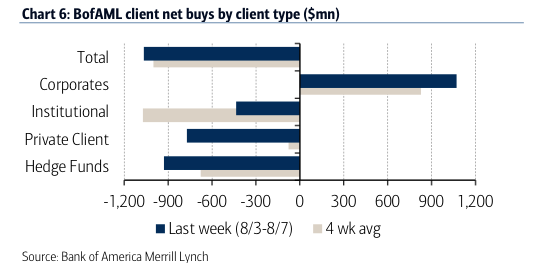 Chart 6: BofAML client net buys by client type ($mn)
Total
Corporates
Institutional
Private Client
Hedge Funds
-1,200 -900 -600 -300 0 300 600 900 1,200
Last week (8/3-8/7) 4 wk avg
Source: Bank of America Merrill Lynch